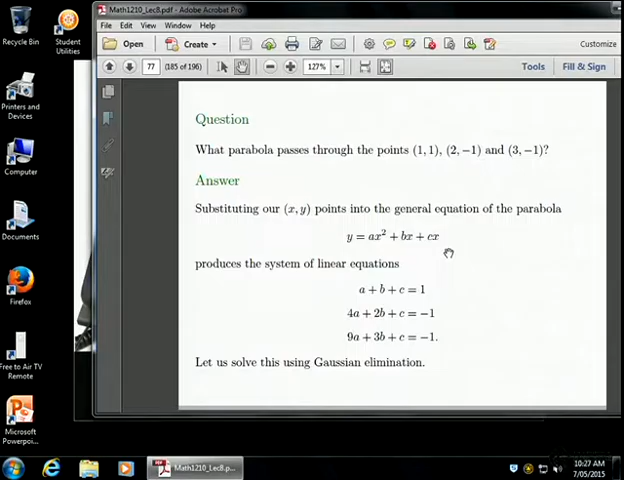 Math1210_Lec8.pdf - Adobe Acrobat Pro
File Edit View Window Help
Open Create Customize
77 (185 of 196) 127% Tools Fill & Sign
Recycle Bin
Student Utilities
Printers and Devices
Computer
Documents
Firefox
Free to Air TV Remote
Microsoft Powerpoi...
Question
What parabola passes through the points (1, 1), (2, −1) and (3, −1)?
Answer
Substituting our (x, y) points into the general equation of the parabola
y = ax² + bx + cx
produces the system of linear equations
a + b + c = 1
4a + 2b + c = −1
9a + 3b + c = −1.
Let us solve this using Gaussian elimination.
Math1210_Lec8.p...
10:27 AM
7/05/2015